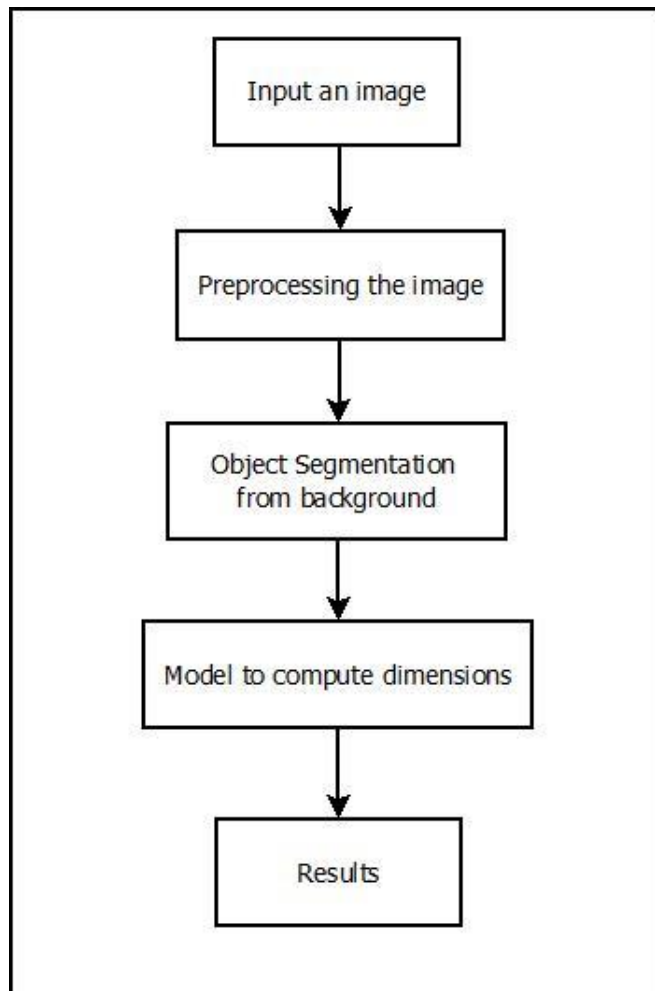 Input an image
Preprocessing the image
Object Segmentation
from background
Model to compute dimensions
Results